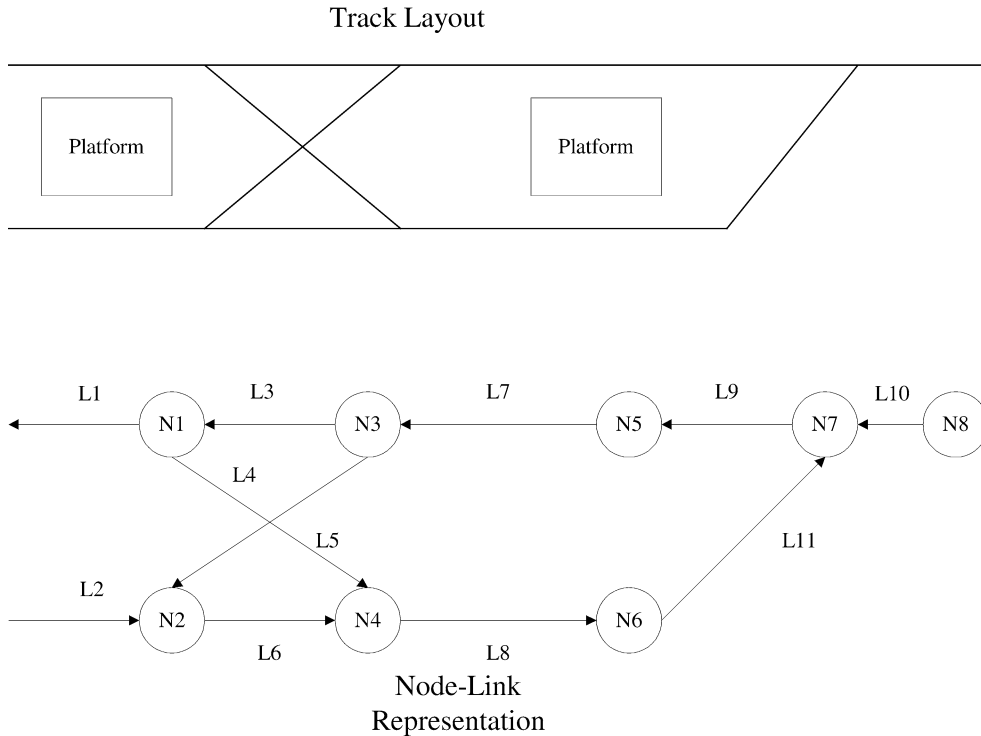 Track Layout
Platform
Platform
L1
L3
L7
L9
L10
N1
N3
N5
N7
N8
L4
L5
L11
L2
N2
N4
N6
L6
L8
Node-Link
Representation